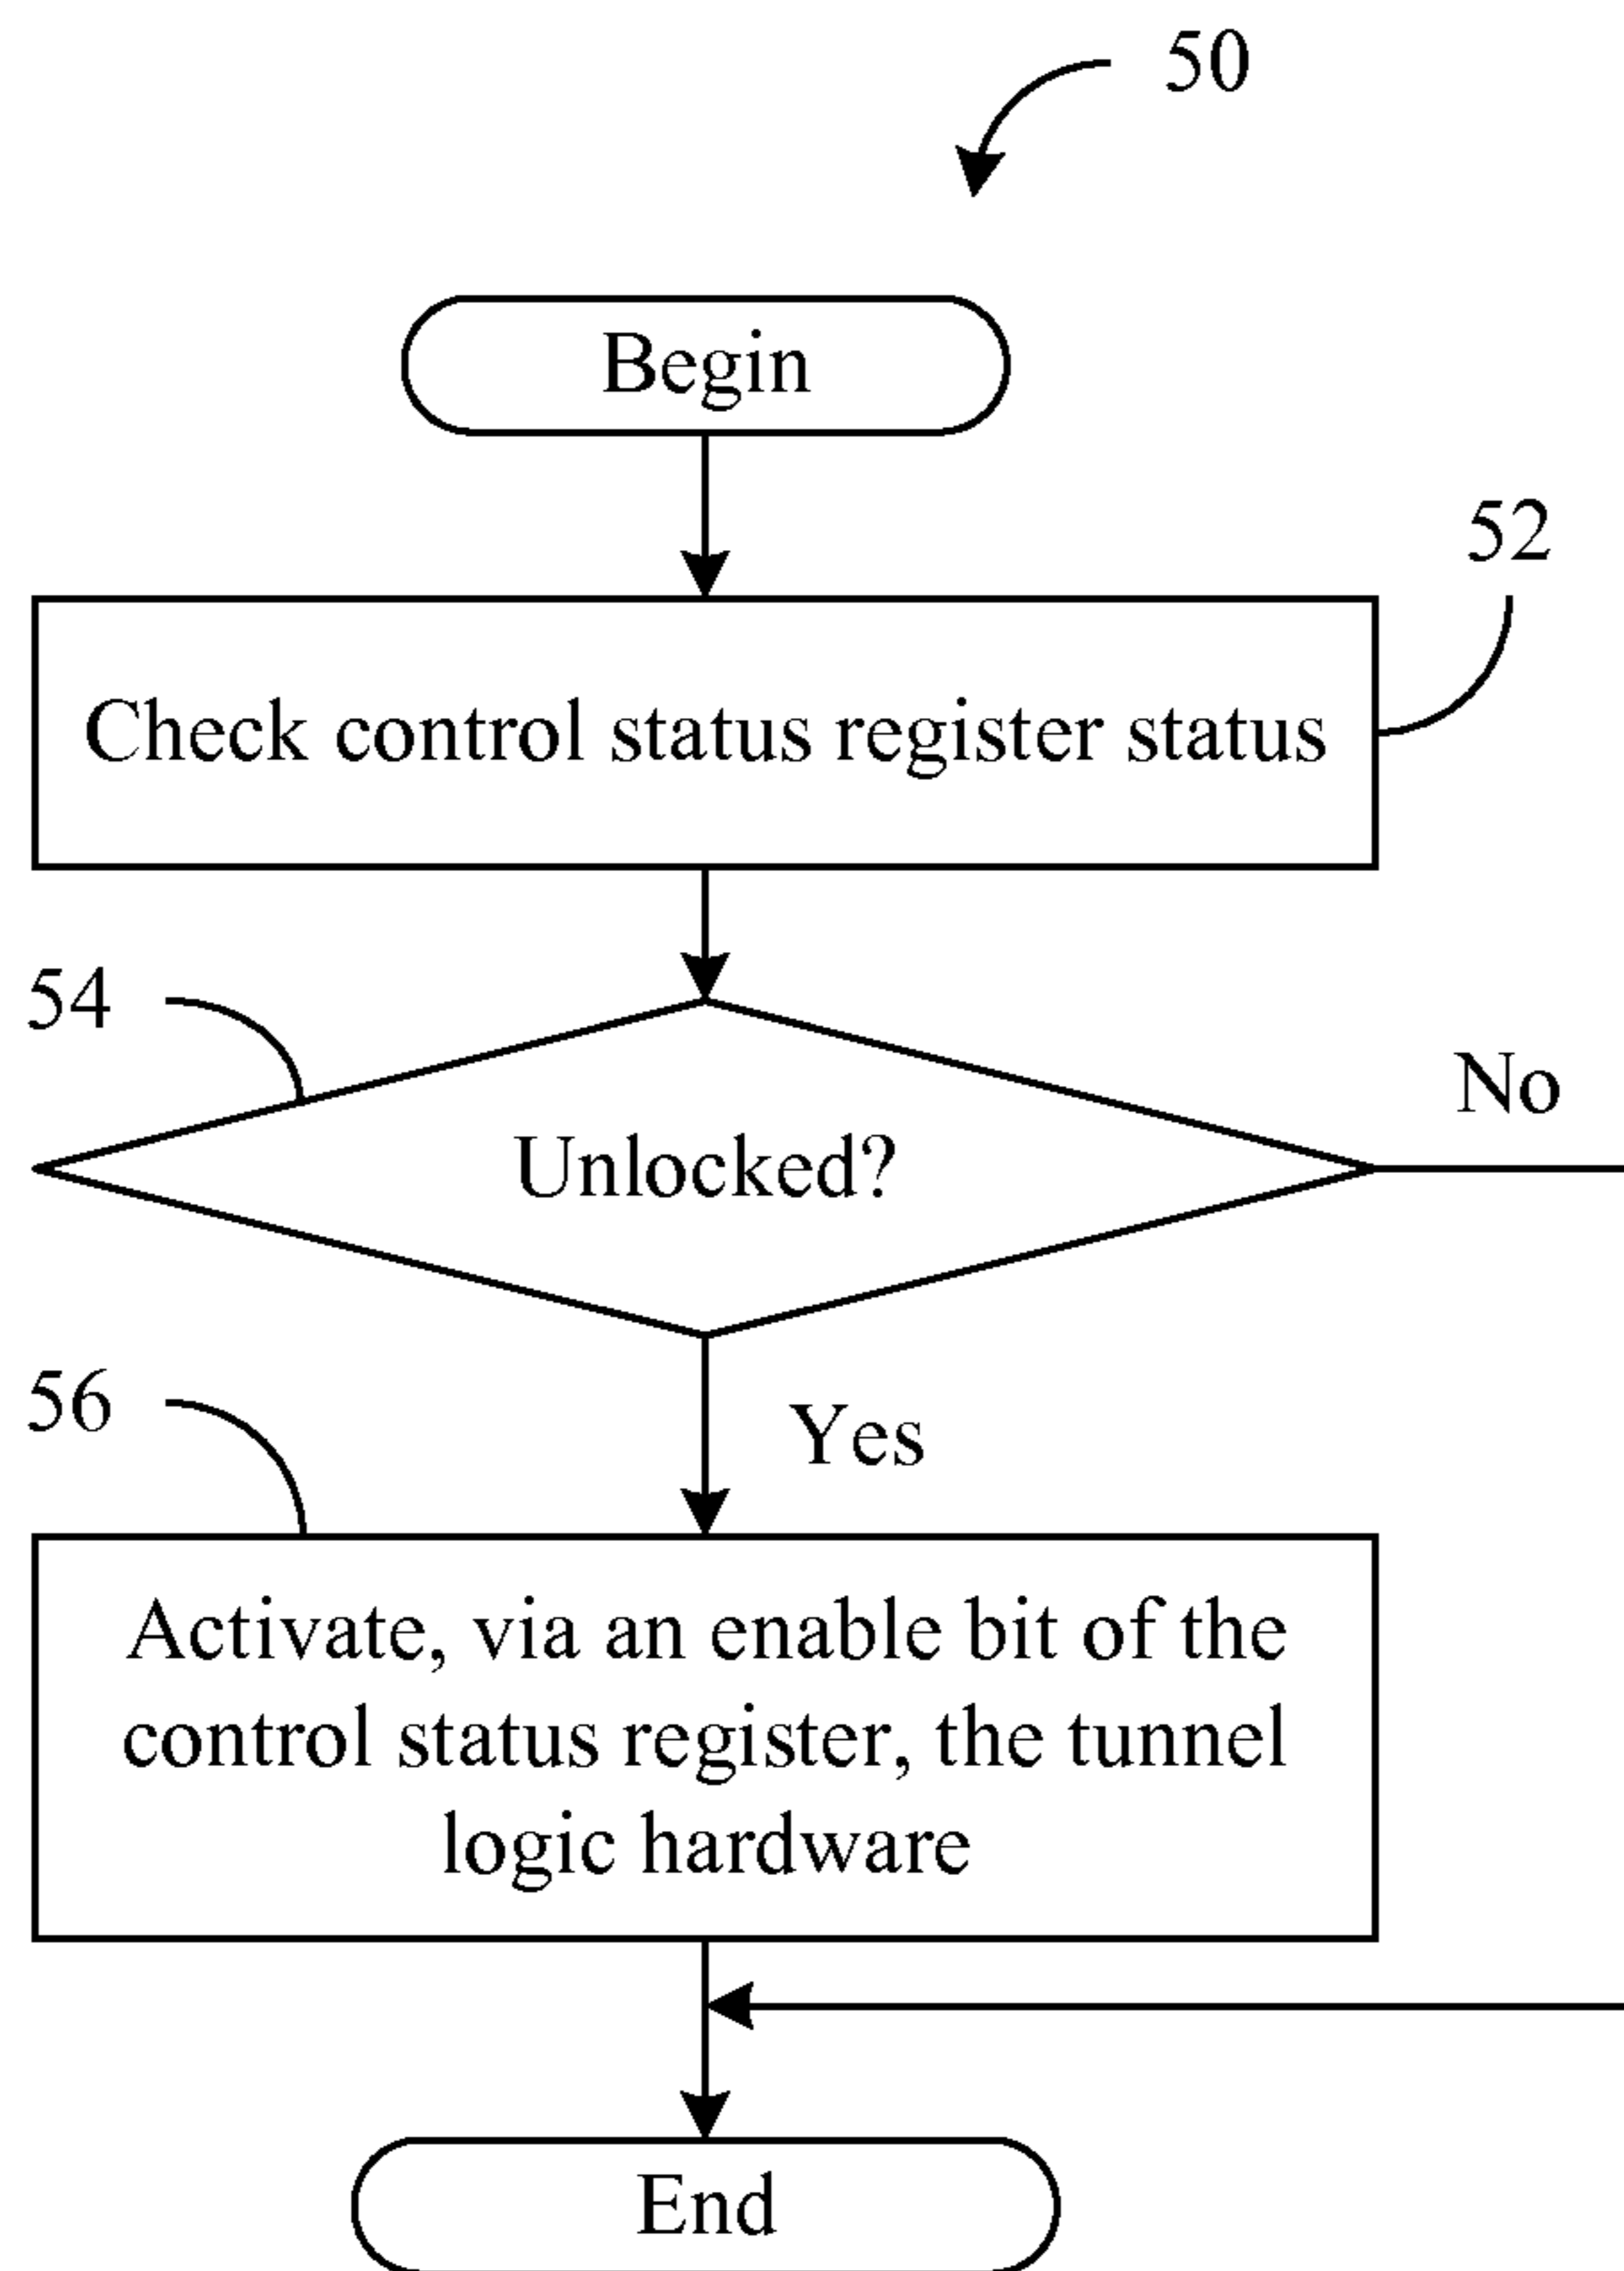 50
Begin
52
Check control status register status
54
Unlocked?
No
56
Yes
Activate, via an enable bit of the
control status register, the tunnel
logic hardware
End